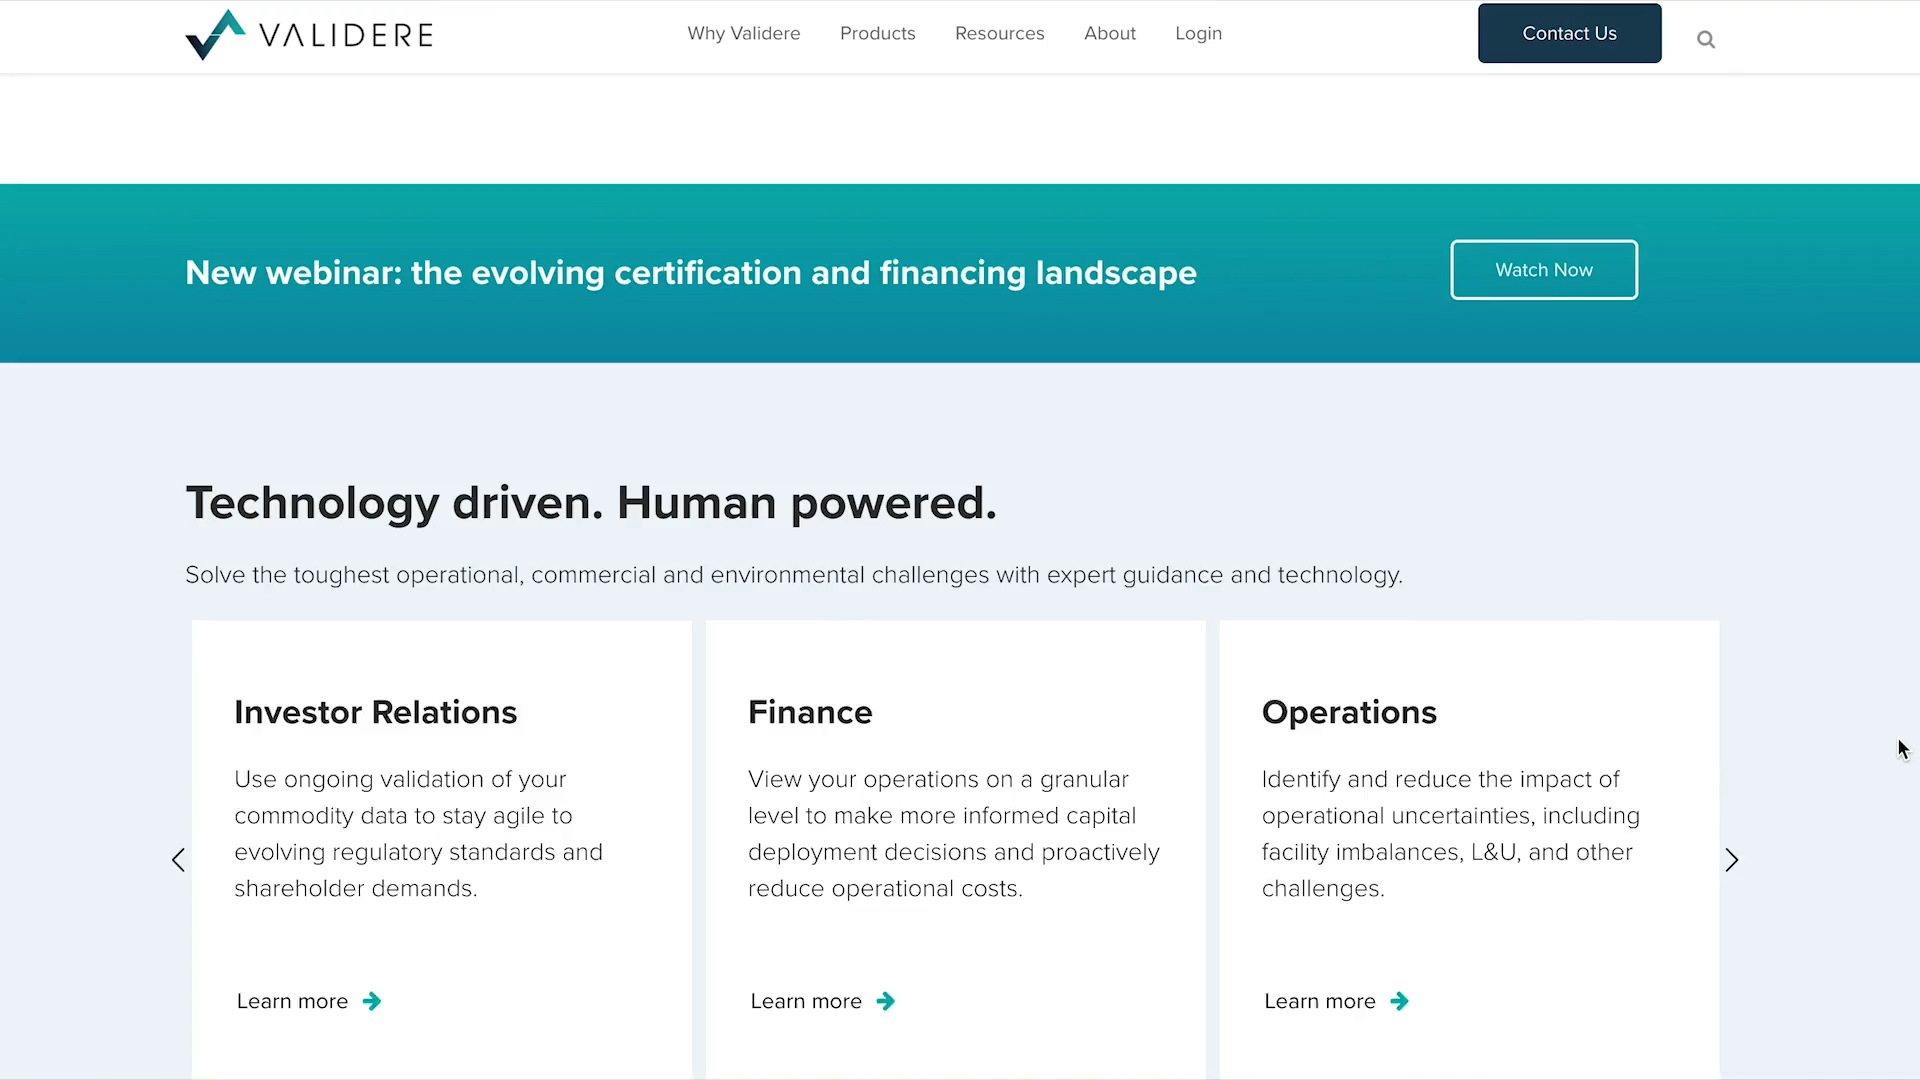 VALIDERE
Why Validere
Products
Resources
About
Login
Contact Us
New webinar: the evolving certification and financing landscape
Watch Now
Technology driven. Human powered.
Solve the toughest operational, commercial and environmental challenges with expert guidance and technology.
Investor Relations
Use ongoing validation of your
commodity data to stay agile to
evolving regulatory standards and
shareholder demands.
Learn more
Finance
View your operations on a granular
level to make more informed capital
deployment decisions and proactively
reduce operational costs.
Learn more
Operations
Identify and reduce the impact of
operational uncertainties, including
facility imbalances, L&U, and other
challenges.
Learn more